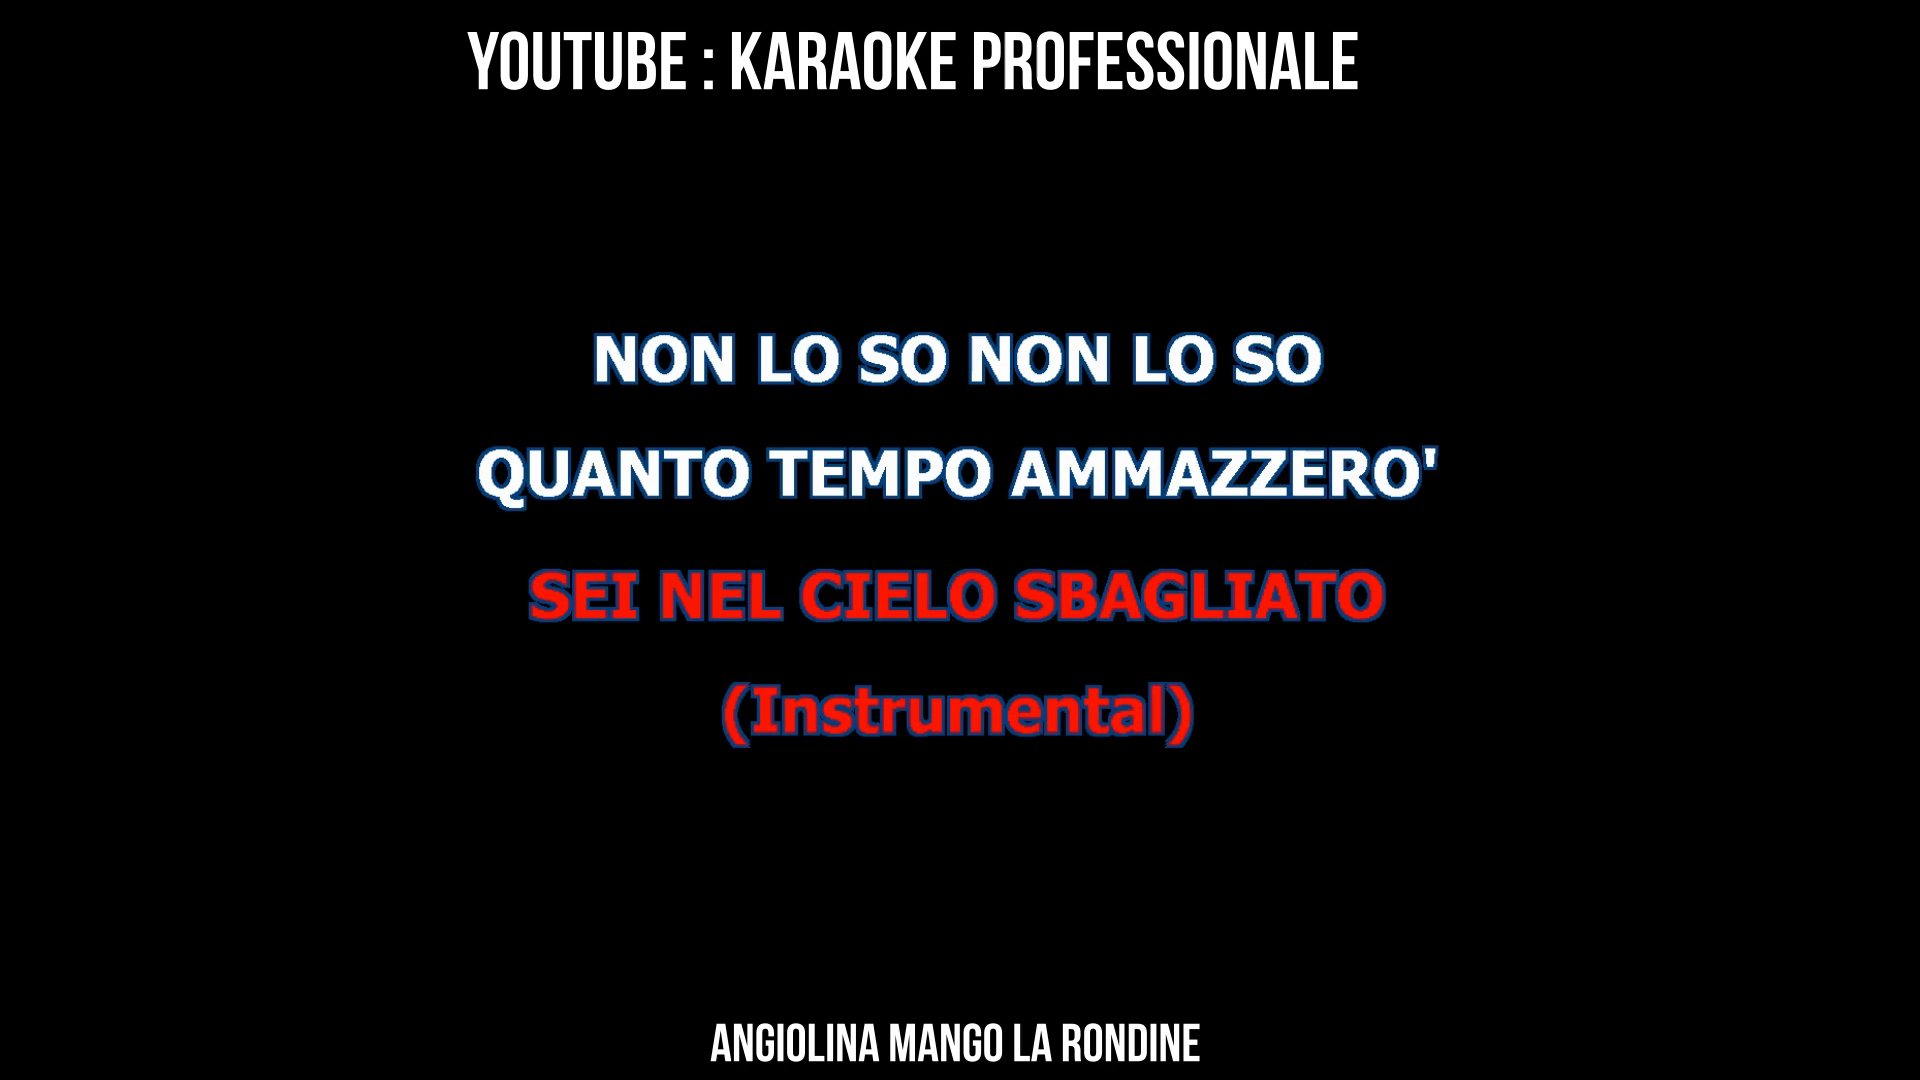 YOUTUBE : KARAOKE PROFESSIONALE
NON LO SO NON LO SO
QUANTO TEMPO AMMAZZERO'
SEI NEL CIELO SBAGLIATO
(Instrumental)
ANGIOLINA MANGO LA RONDINE